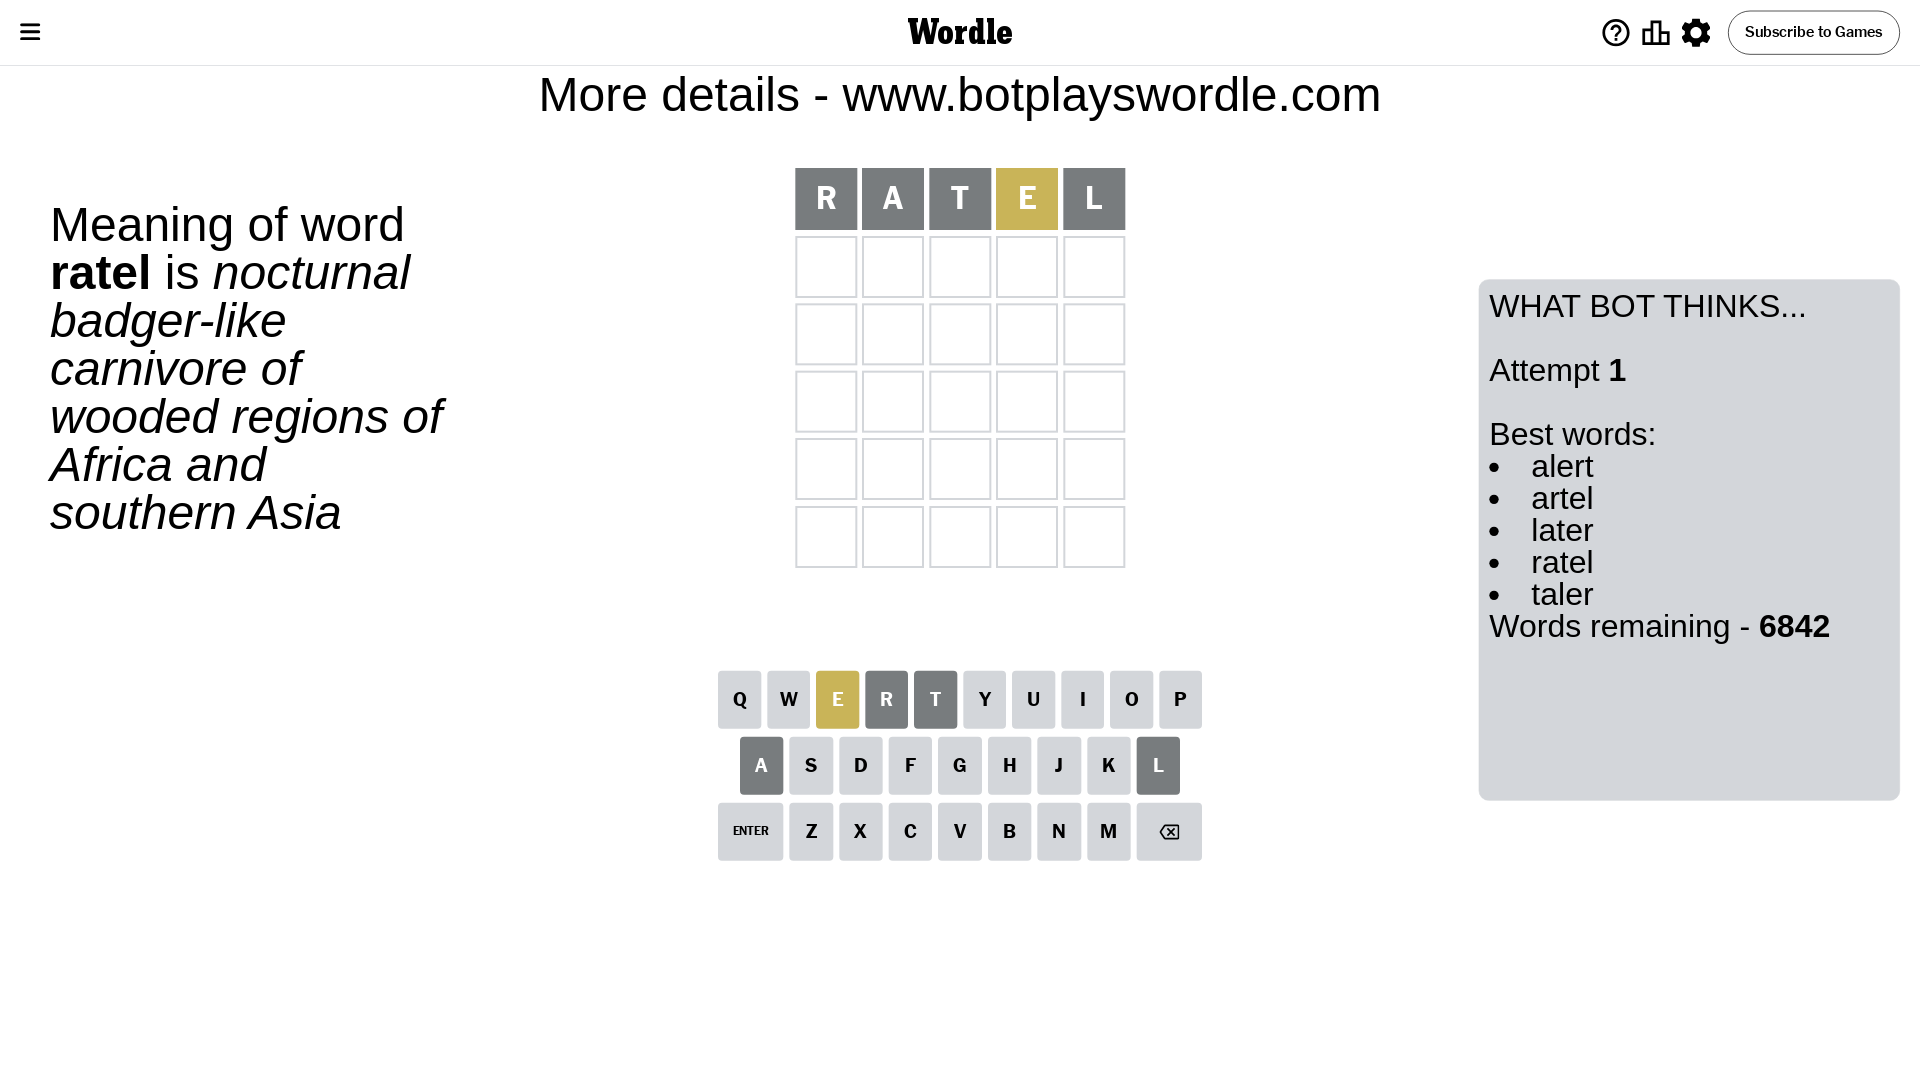 Wordle
Subscribe to Games
More details - www.botplayswordle.com
Meaning of word
ratel is nocturnal
badger-like
carnivore of
wooded regions of
Africa and
southern Asia
R A T E L
WHAT BOT THINKS...
Attempt 1
Best words:
• alert
• artel
• later
• ratel
• taler
Words remaining - 6842
Q W E R T Y U I O P
A S D F G H J K L
ENTER Z X C V B N M